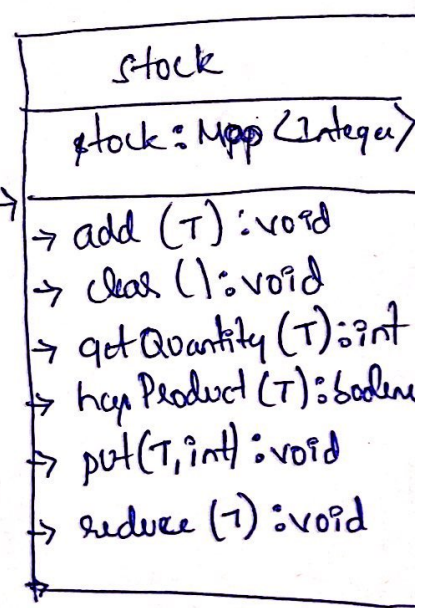 stock
stock : Map <Integer>
→ add (T) : void
→ clear () : void
→ getQuantity (T) : int
→ hasProduct (T) : boolean
→ put (T, int) : void
→ reduce (T) : void